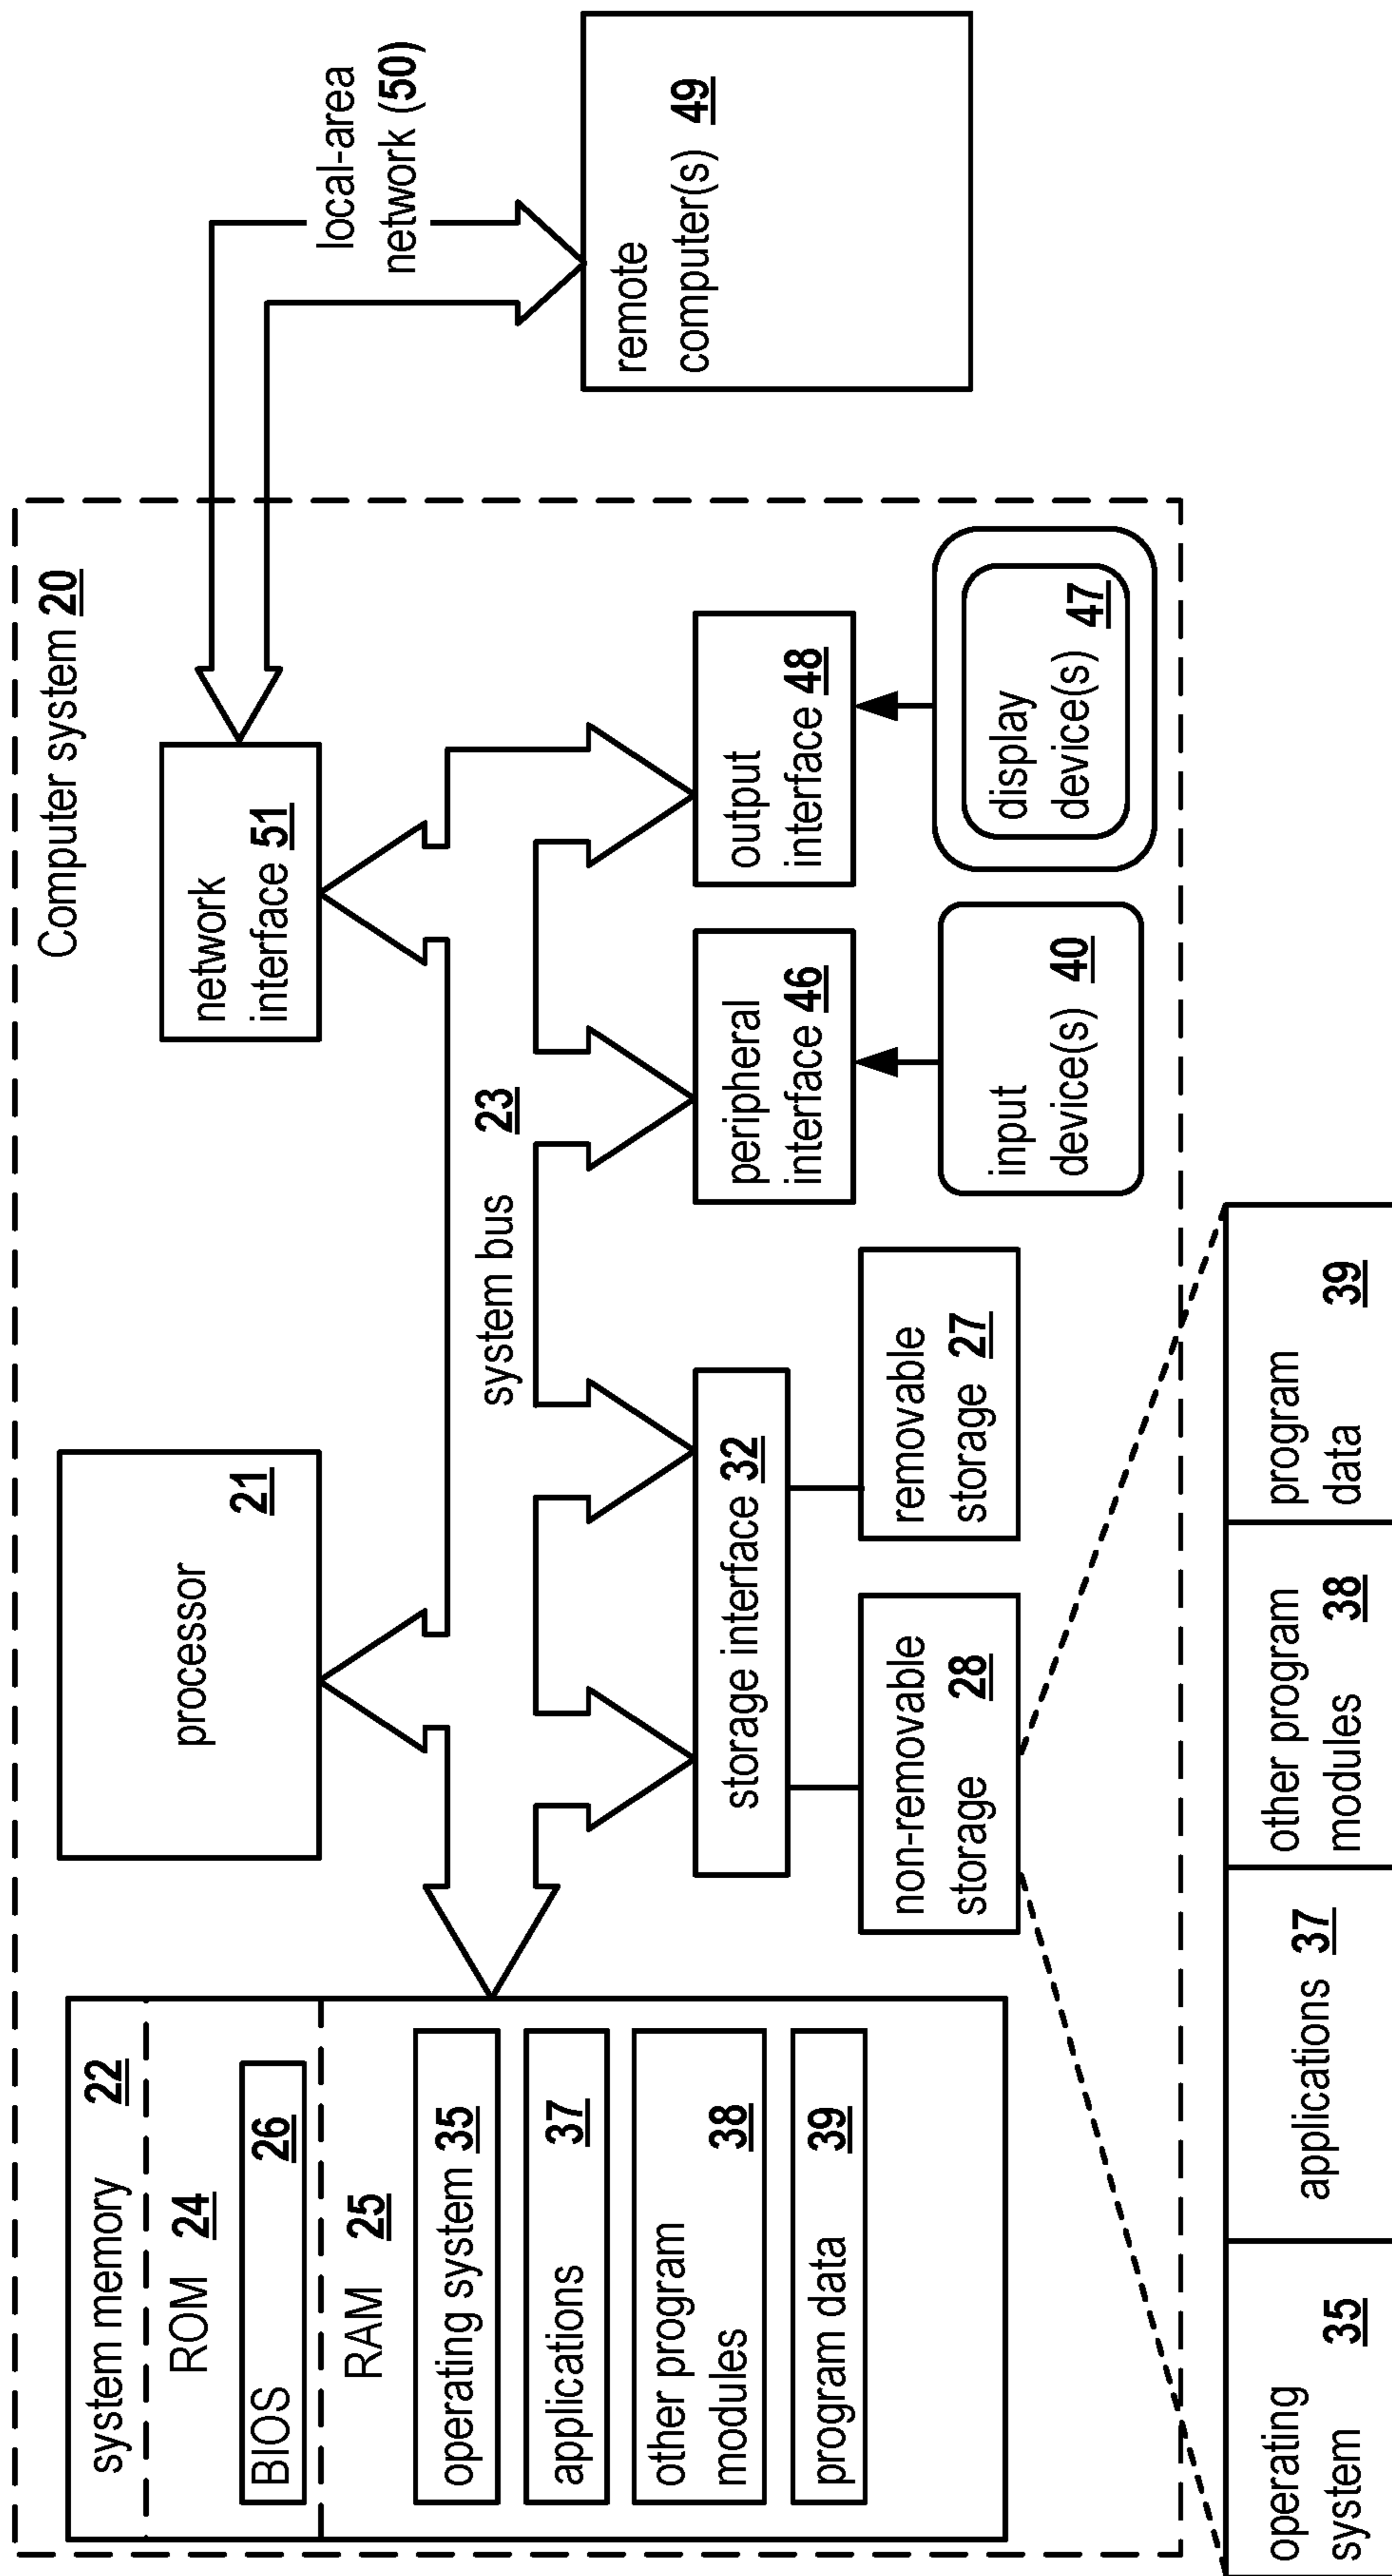 Computer system 20
system memory 22
ROM 24
BIOS 26
RAM 25
operating system 35
applications 37
other program
modules 38
program data 39
processor 21
network
interface 51
system bus 23
storage interface 32
non-removable
storage 28
removable
storage 27
peripheral
interface 46
output
interface 48
input
device(s) 40
display
device(s) 47
local-area
network (50)
remote
computer(s) 49
operating
system 35
applications 37
other program
modules 38
program
data 39